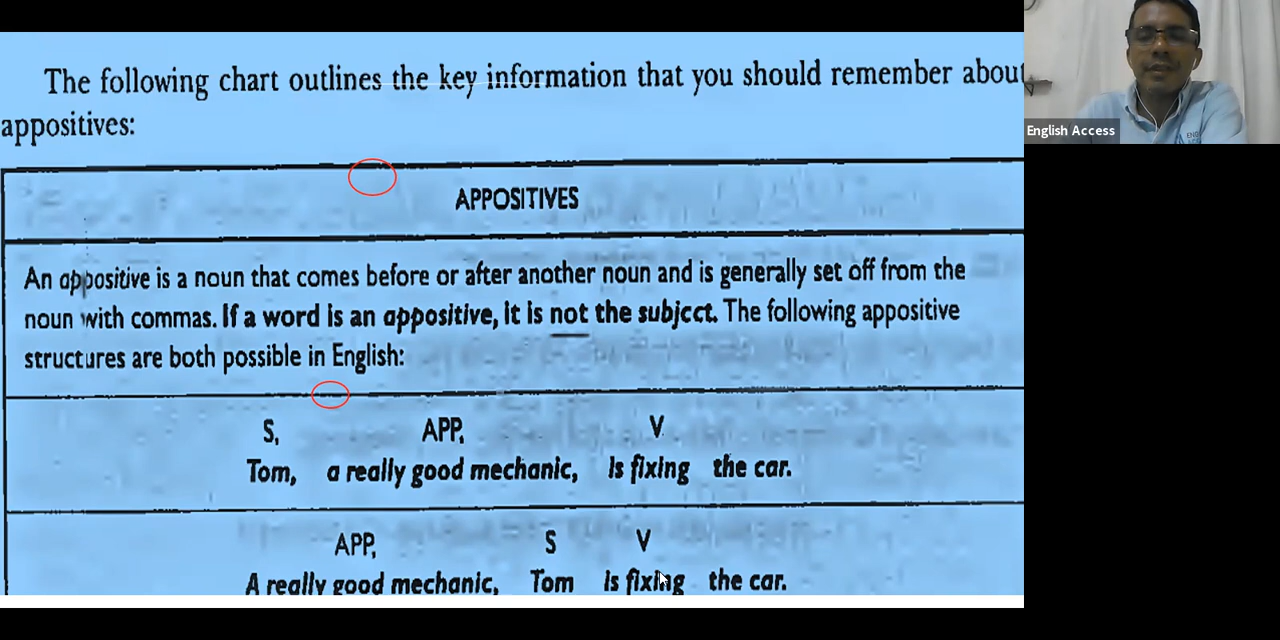 The following chart outlines the key information that you should remember about
appositives:
APPOSITIVES
An appositive is a noun that comes before or after another noun and is generally set off from the
noun with commas. If a word is an appositive, it is not the subject. The following appositive
structures are both possible in English:
S, APP, V
Tom, a really good mechanic, is fixing the car.
APP, S V
A really good mechanic, Tom is fixing the car.
English Access